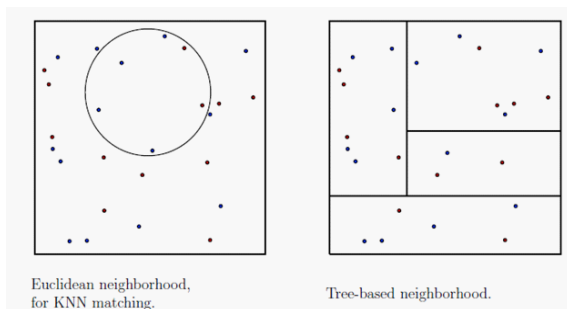 Euclidean neighborhood,
for KNN matching.
Tree-based neighborhood.